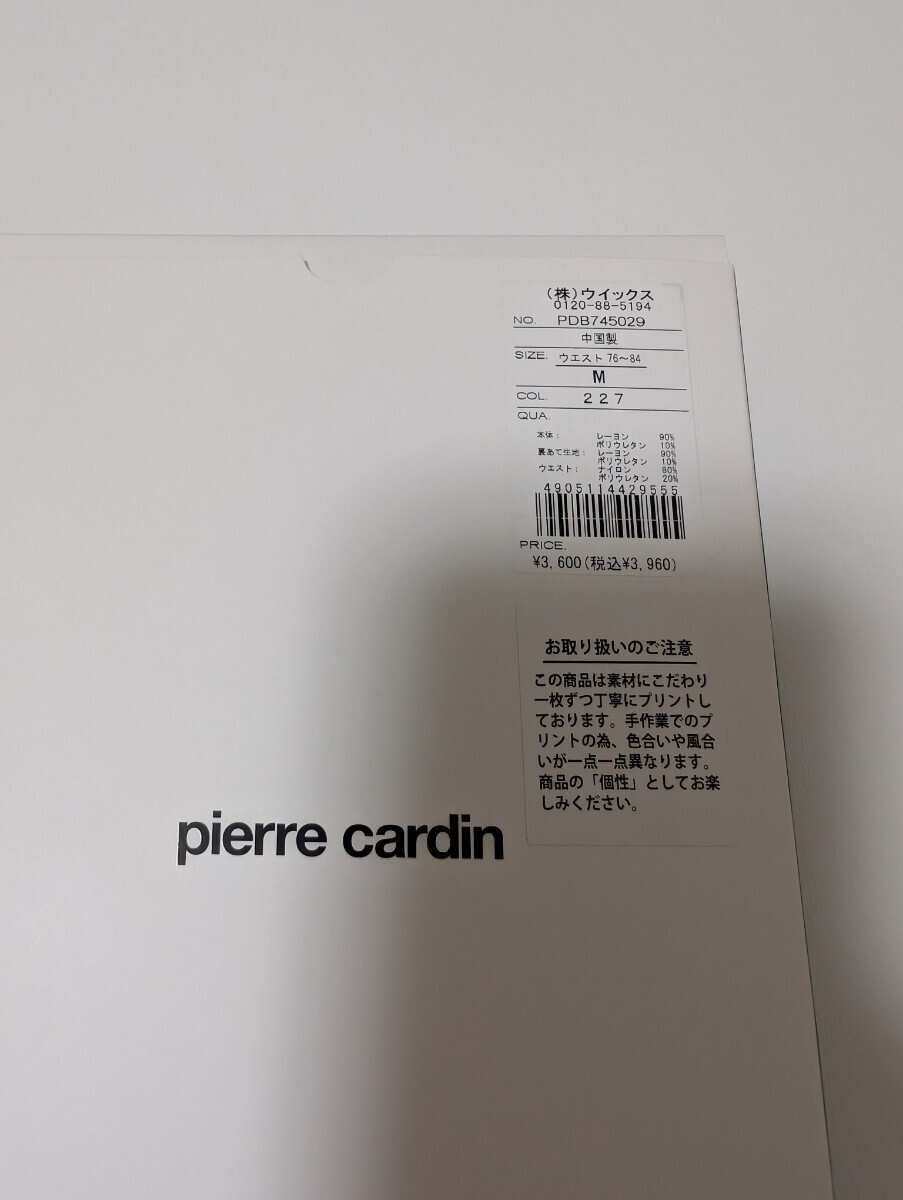 (株)ウイックス
0120-88-5194
NO. PDB745029
中国製
SIZE. ウエスト 76〜84
M
COL. 227
QUA.
本体: レーヨン 90%
ポリウレタン 10%
裏あて生地: レーヨン 90%
ポリウレタン 10%
ウエスト: ナイロン 80%
ポリウレタン 20%
4905114429555
PRICE.
¥3,600(税込¥3,960)
お取り扱いのご注意
この商品は素材にこだわり
一枚ずつ丁寧にプリントし
ております。手作業でのプ
リントの為、色合いや風合
いが一点一点異なります。
商品の「個性」としてお楽
しみください。
pierre cardin